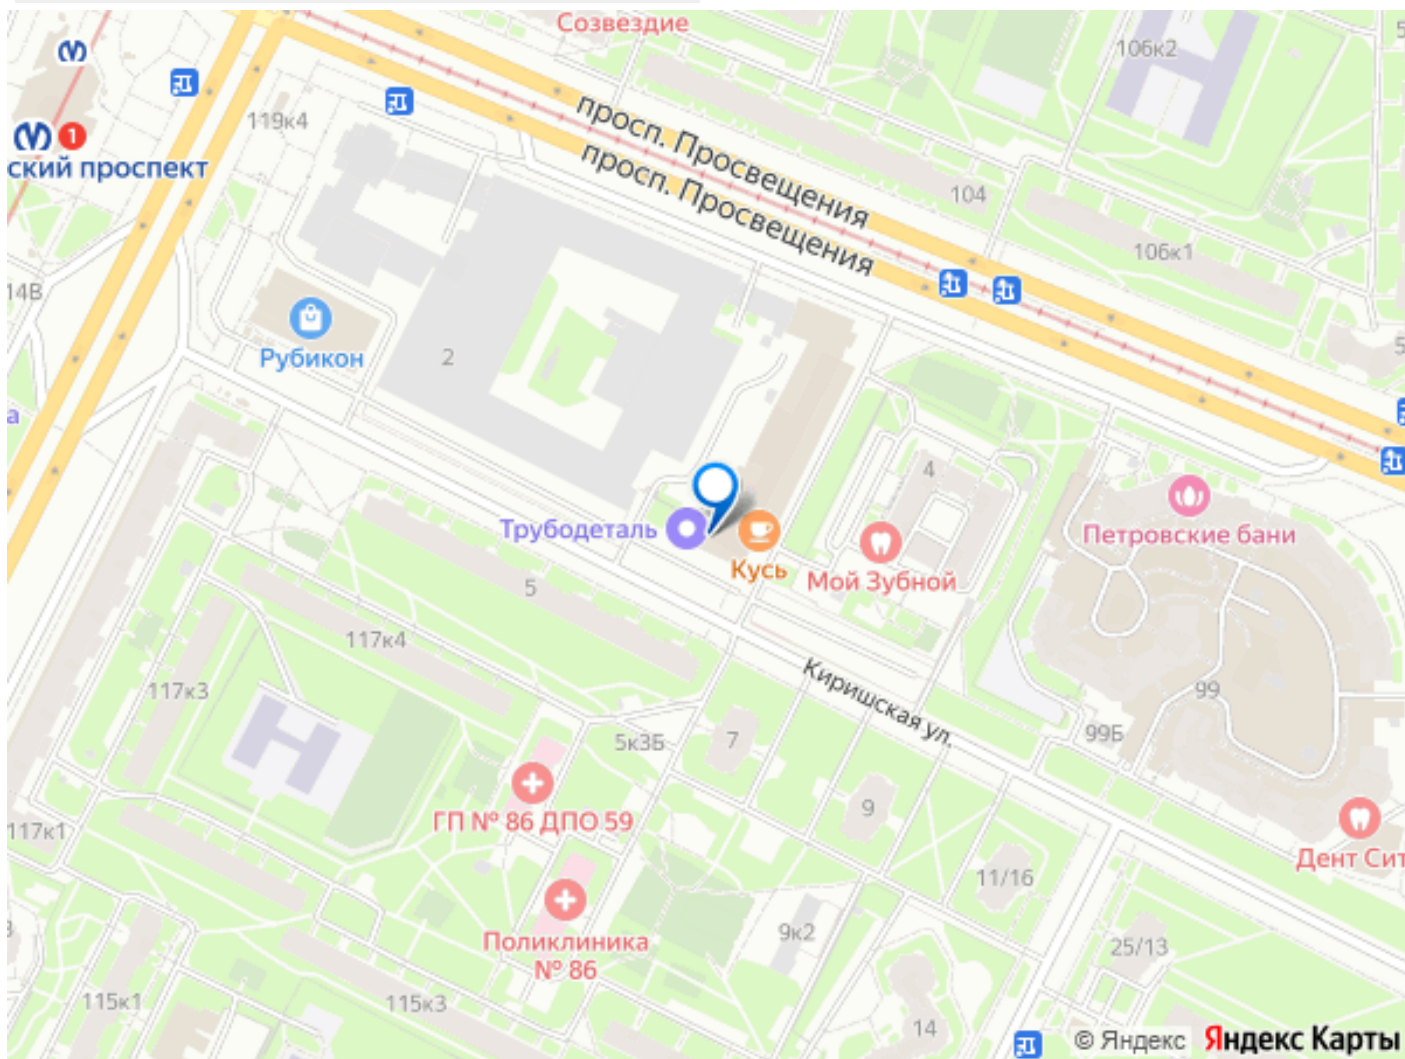 Созвездие
106к2
119к4
1
ский проспект
просп. Просвещения
просп. Просвещения
104
106к1
14В
Рубикон
2
а
4
Трубодеталь
Кусь
Мой Зубной
Петровские бани
5
117к4
117к3
Киришская ул.
99
99Б
5к3Б
7
9
ГП № 86 ДПО 59
117к1
Дент Сит
11/16
Поликлиника
№ 86
9к2
25/13
115к1
115к3
14
© Яндекс
Яндекс Карты